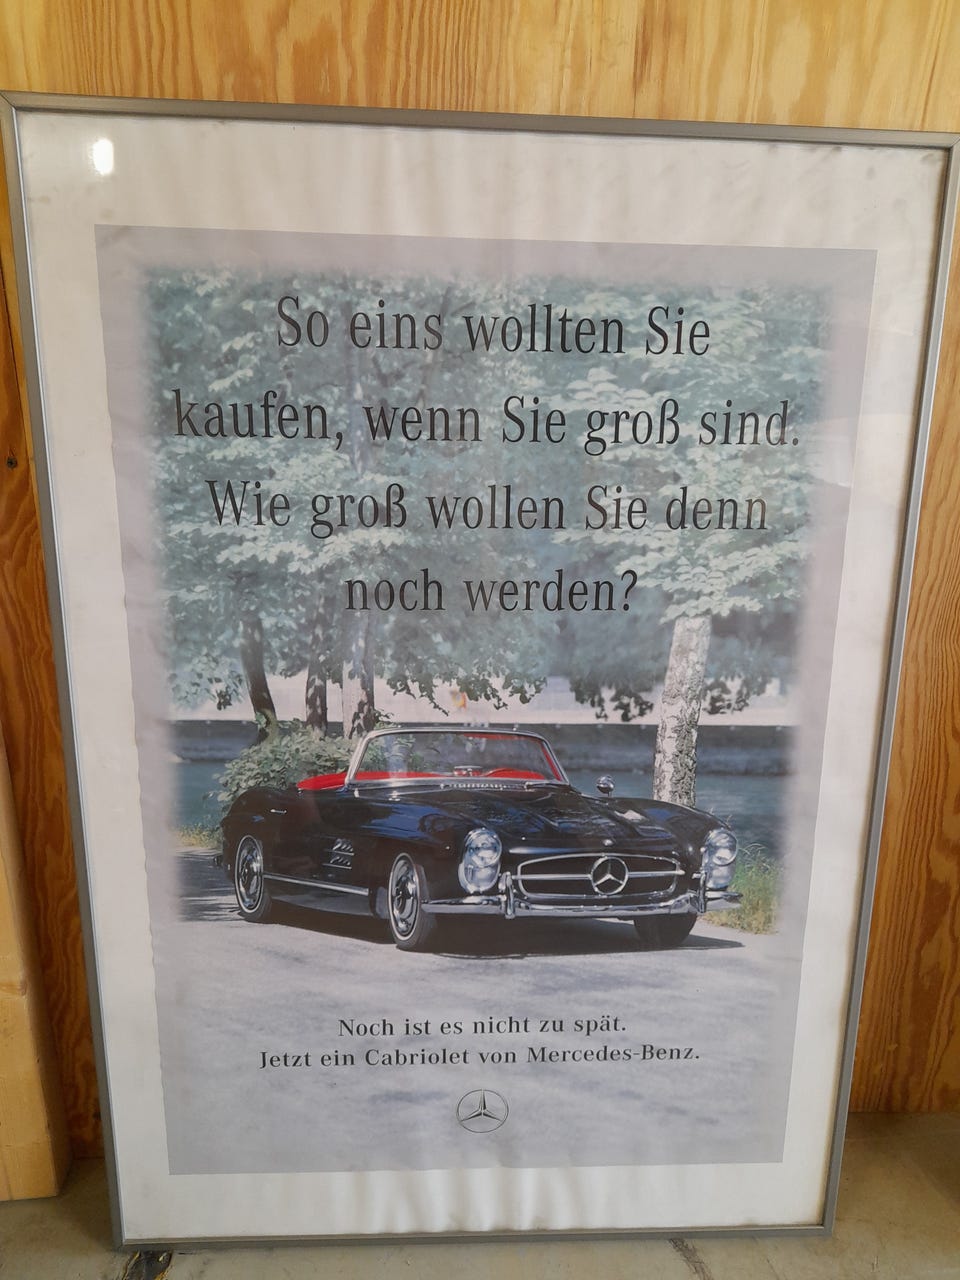 So eins wollten Sie
kaufen, wenn Sie groß sind.
Wie groß wollen Sie denn
noch werden?
Noch ist es nicht zu spät.
Jetzt ein Cabriolet von Mercedes-Benz.